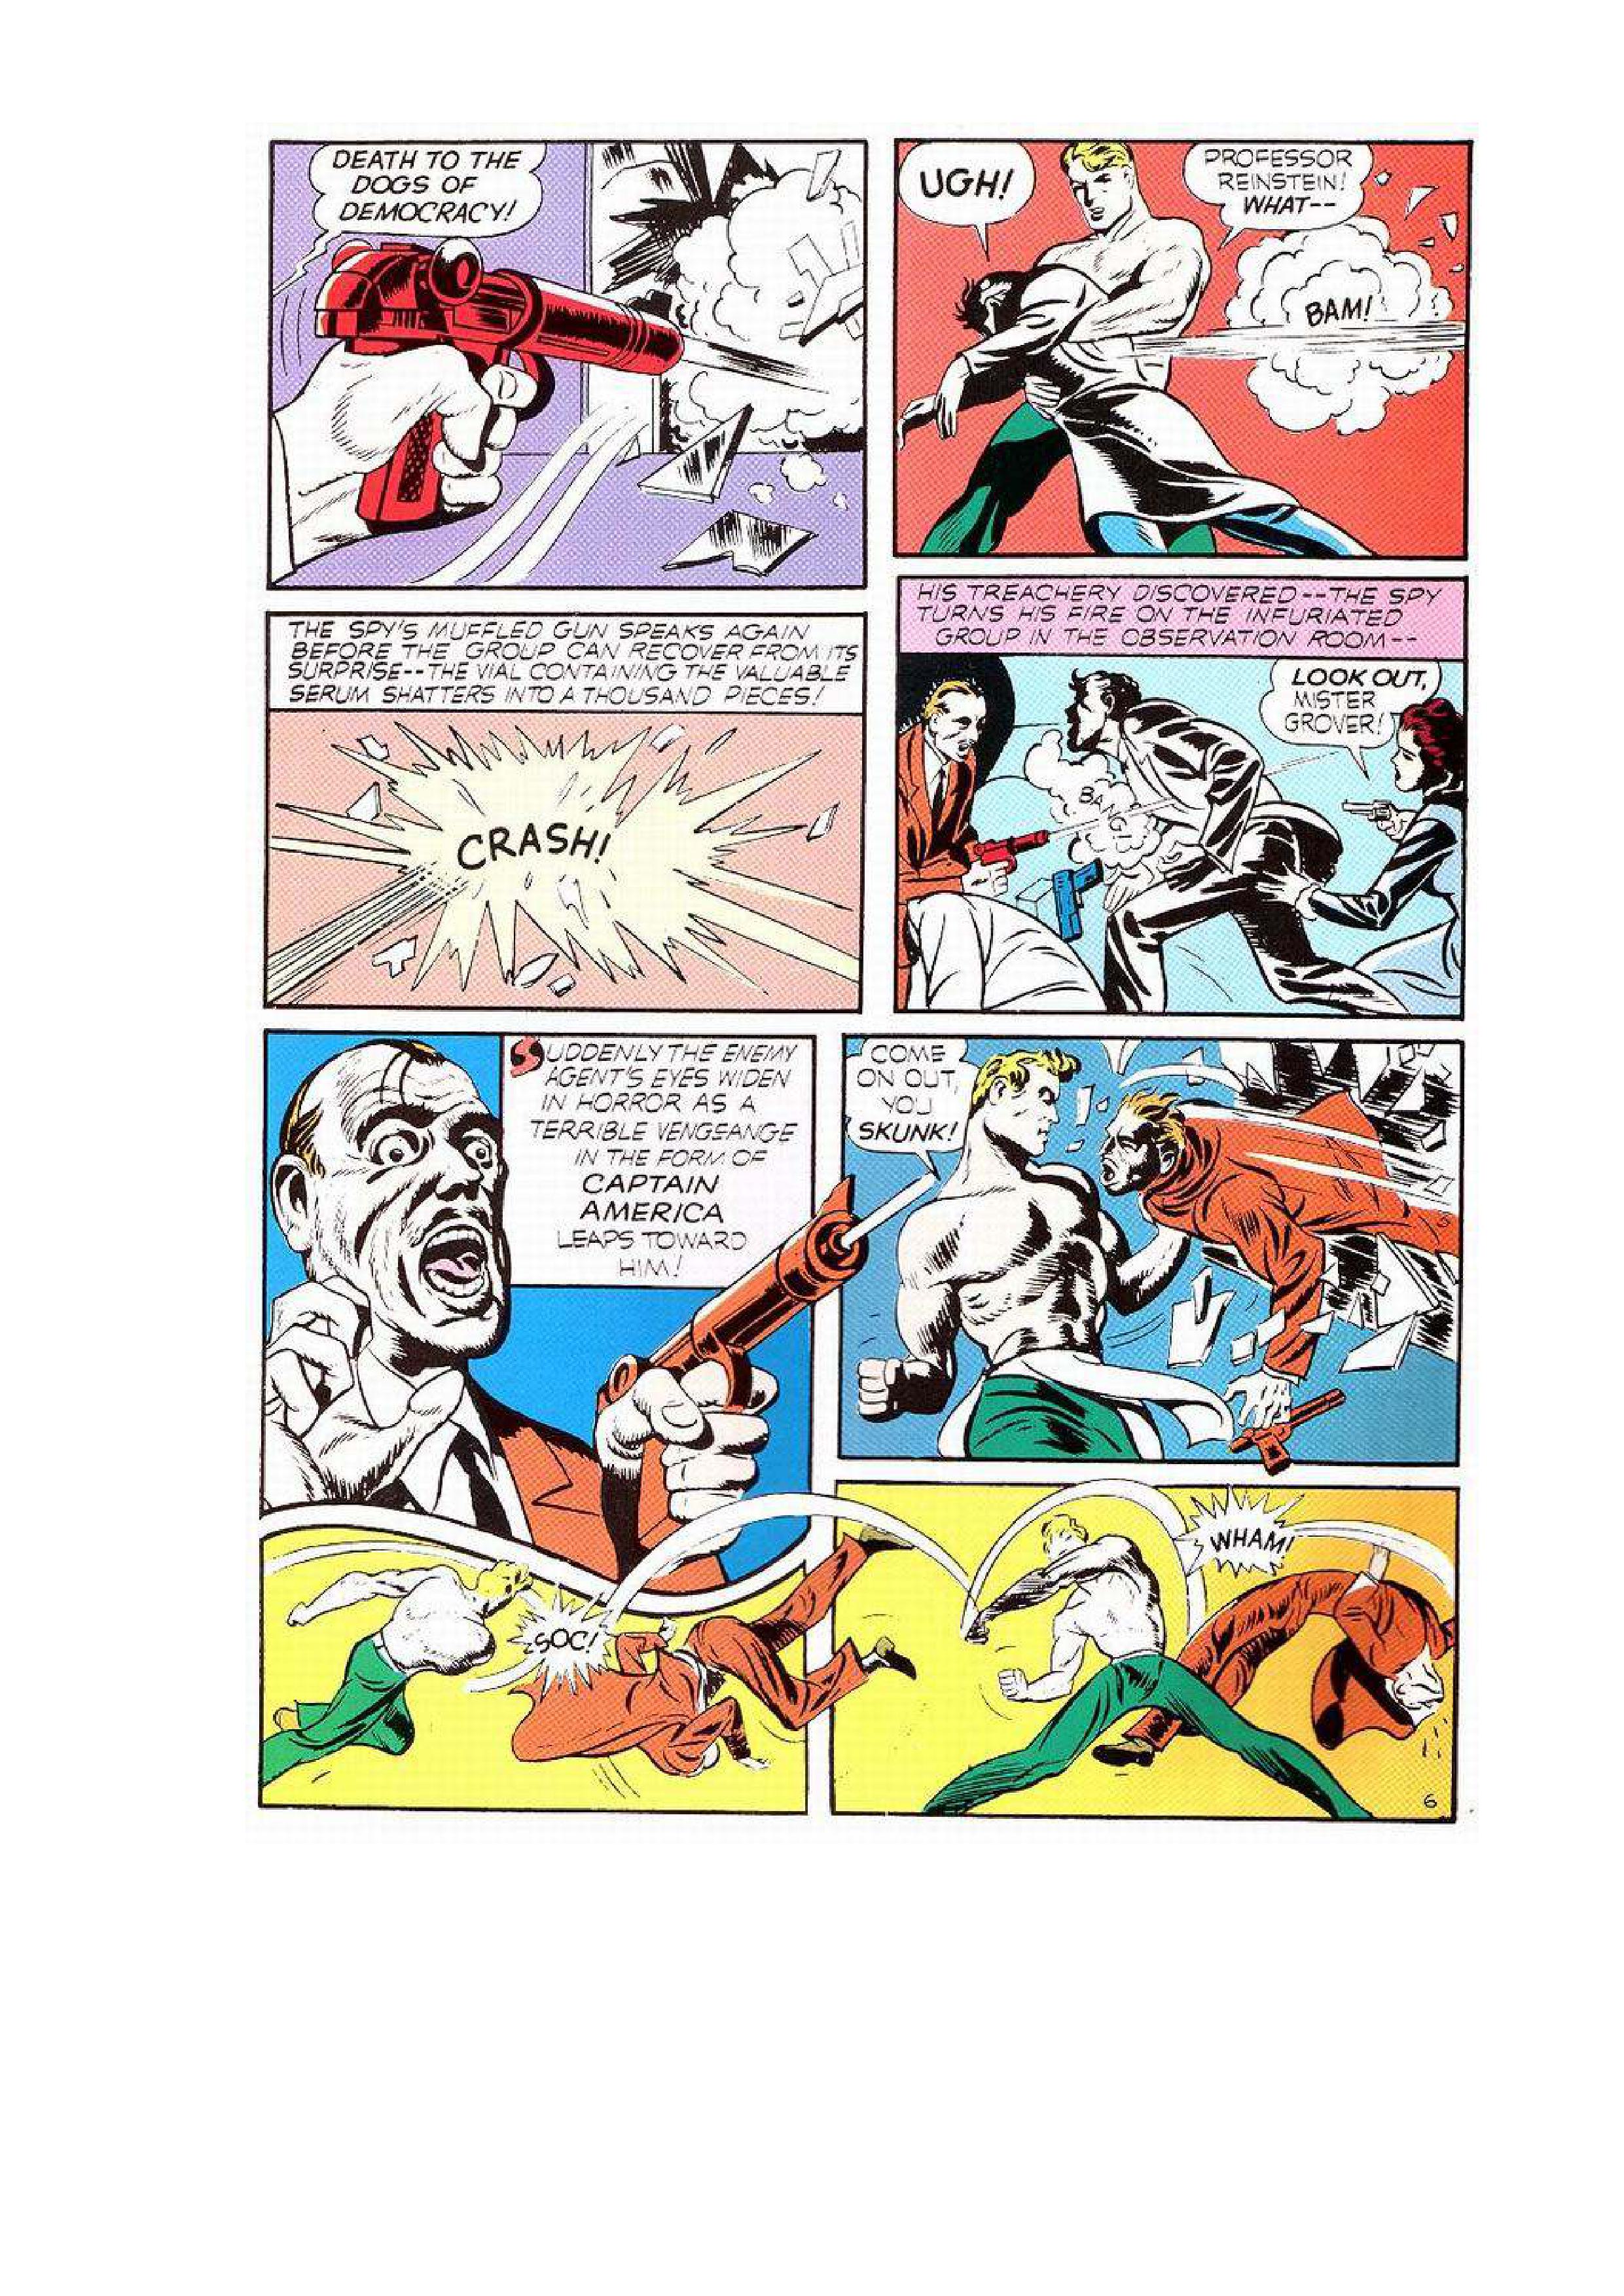 DEATH TO THE
DOGS OF
DEMOCRACY!
UGH!
PROFESSOR
REINSTEIN!
WHAT--
BAM!
THE SPY'S MUFFLED GUN SPEAKS AGAIN
BEFORE THE GROUP CAN RECOVER FROM ITS
SURPRISE--THE VIAL CONTAINING THE VALUABLE
SERUM SHATTERS INTO A THOUSAND PIECES!
CRASH!
HIS TREACHERY DISCOVERED--THE SPY
TURNS HIS FIRE ON THE INFURIATED
GROUP IN THE OBSERVATION ROOM--
LOOK OUT,
MISTER
GROVER!
BANG!
SUDDENLY THE ENEMY
AGENT'S EYES WIDEN
IN HORROR AS A
TERRIBLE VENGEANCE
IN THE FORM OF
CAPTAIN
AMERICA
LEAPS TOWARD
HIM!
COME
ON OUT,
YOU
SKUNK!
SOC!
WHAM!
6